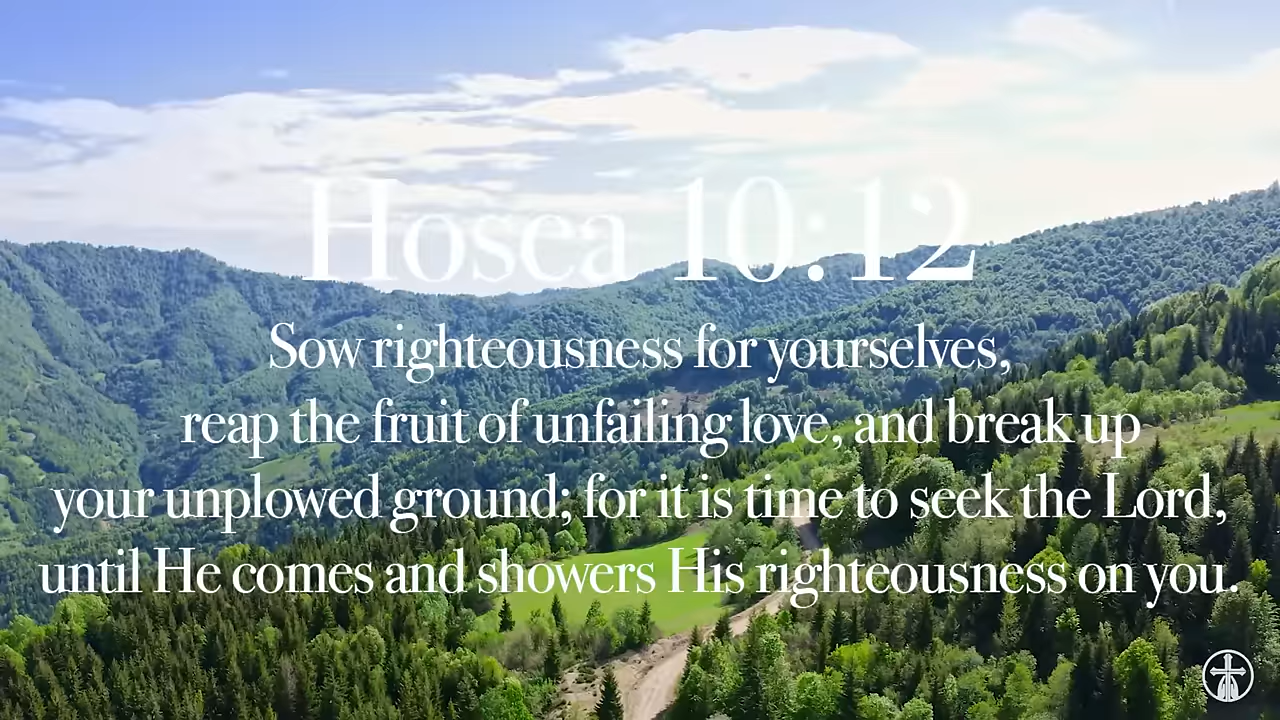 Hosea 10:12
Sow righteousness for yourselves,
reap the fruit of unfailing love, and break up
your unplowed ground; for it is time to seek the Lord,
until He comes and showers His righteousness on you.